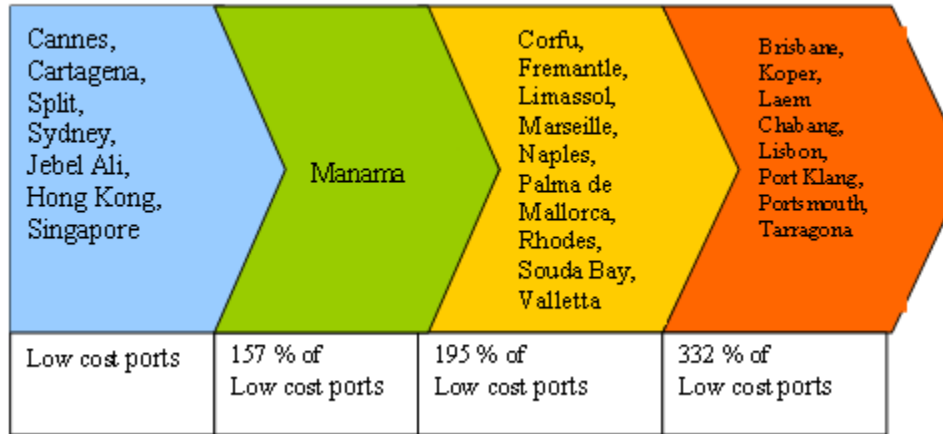 Cannes,
Cartagena,
Split,
Sydney,
Jebel Ali,
Hong Kong,
Singapore
Manama
Corfu,
Fremantle,
Limassol,
Marseille,
Naples,
Palma de
Mallorca,
Rhodes,
Souda Bay,
Valletta
Brisbane,
Koper,
Laem
Chabang,
Lisbon,
Port Klang,
Portsmouth,
Tarragona
Low cost ports
157 % of
Low cost ports
195 % of
Low cost ports
332 % of
Low cost ports